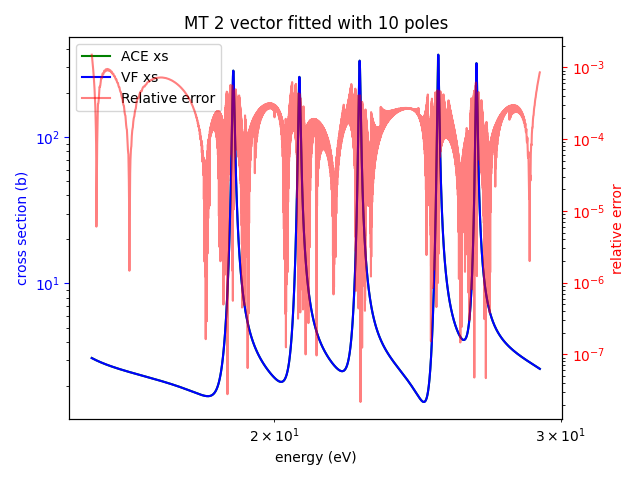 MT 2 vector fitted with 10 poles
ACE xs
VF xs
Relative error
cross section (b)
10²
10¹
relative error
10⁻³
10⁻⁴
10⁻⁵
10⁻⁶
10⁻⁷
2 × 10¹
3 × 10¹
energy (eV)